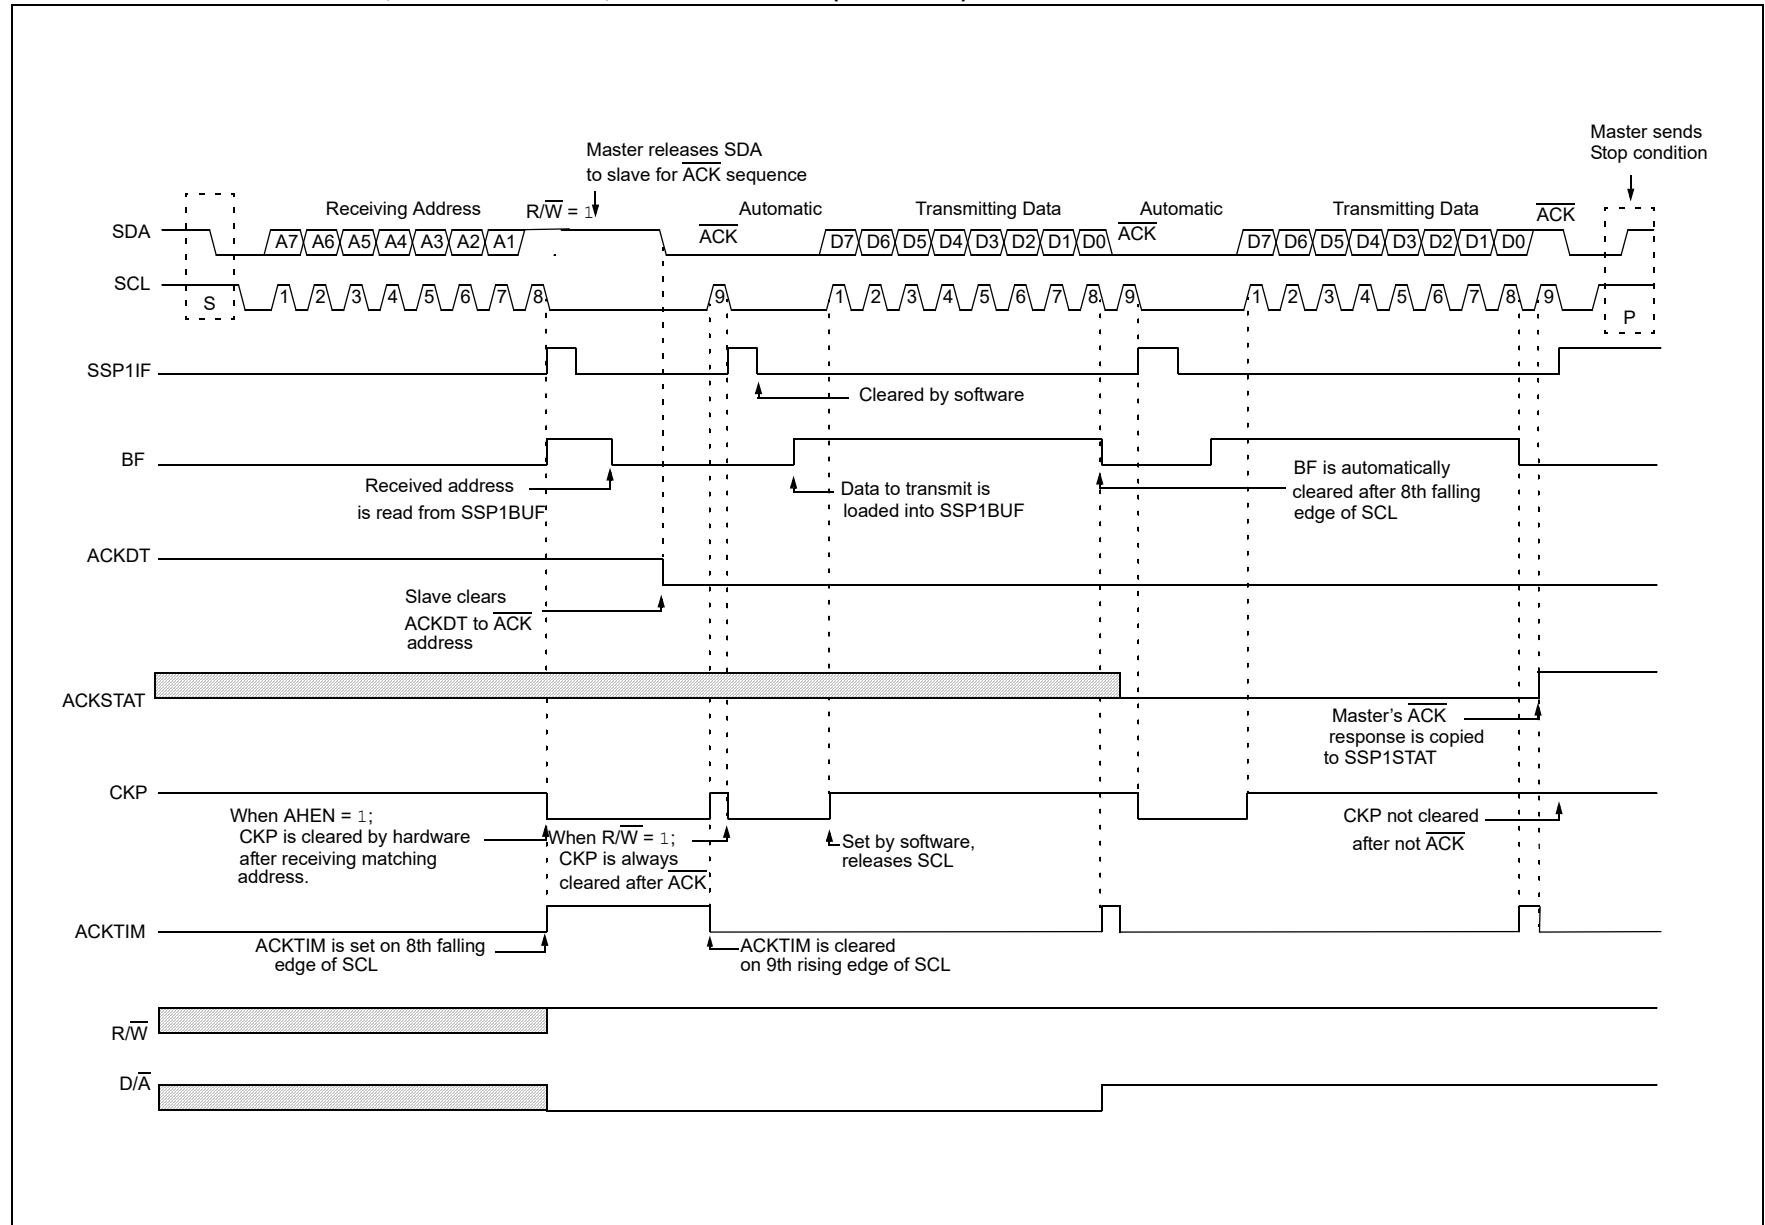 Master sends
Stop condition
Master releases SDA
to slave for ACK sequence
Receiving Address
R/W = 1
Automatic
Transmitting Data
Automatic
Transmitting Data
ACK
SDA
A7 A6 A5 A4 A3 A2 A1
ACK
D7 D6 D5 D4 D3 D2 D1 D0
ACK
D7 D6 D5 D4 D3 D2 D1 D0
SCL
S
1 2 3 4 5 6 7 8 9
1 2 3 4 5 6 7 8 9
1 2 3 4 5 6 7 8 9
P
SSP1IF
Cleared by software
BF
Received address
is read from SSP1BUF
Data to transmit is
loaded into SSP1BUF
BF is automatically
cleared after 8th falling
edge of SCL
ACKDT
Slave clears
ACKDT to ACK
address
ACKSTAT
Master’s ACK
response is copied
to SSP1STAT
CKP
When AHEN = 1;
CKP is cleared by hardware
after receiving matching
address.
When R/W = 1;
CKP is always
cleared after ACK
Set by software,
releases SCL
CKP not cleared
after not ACK
ACKTIM
ACKTIM is set on 8th falling
edge of SCL
ACKTIM is cleared
on 9th rising edge of SCL
R/W
D/A